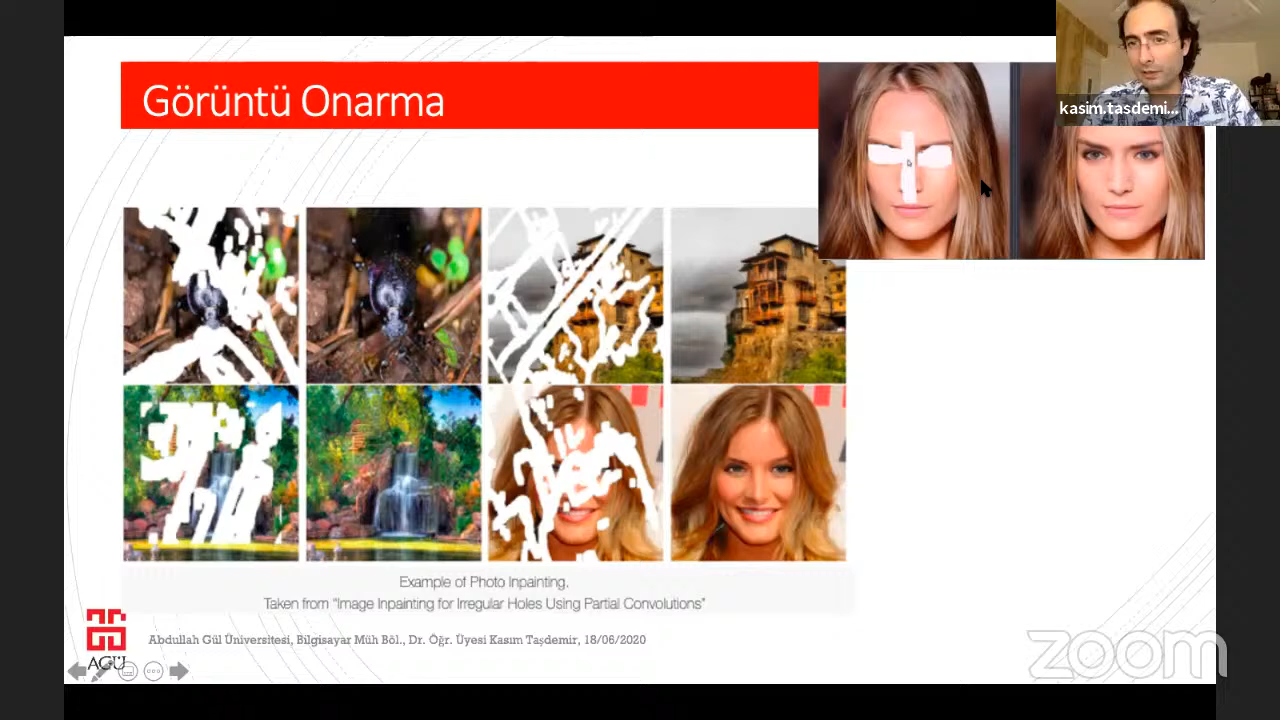 Görüntü Onarma
kasim.tasdemi...
Example of Photo Inpainting.
Taken from "Image Inpainting for Irregular Holes Using Partial Convolutions"
Abdullah Gül Üniversitesi, Bilgisayar Müh Böl., Dr. Öğr. Üyesi Kasım Taşdemir, 18/06/2020
AGÜ
zoom